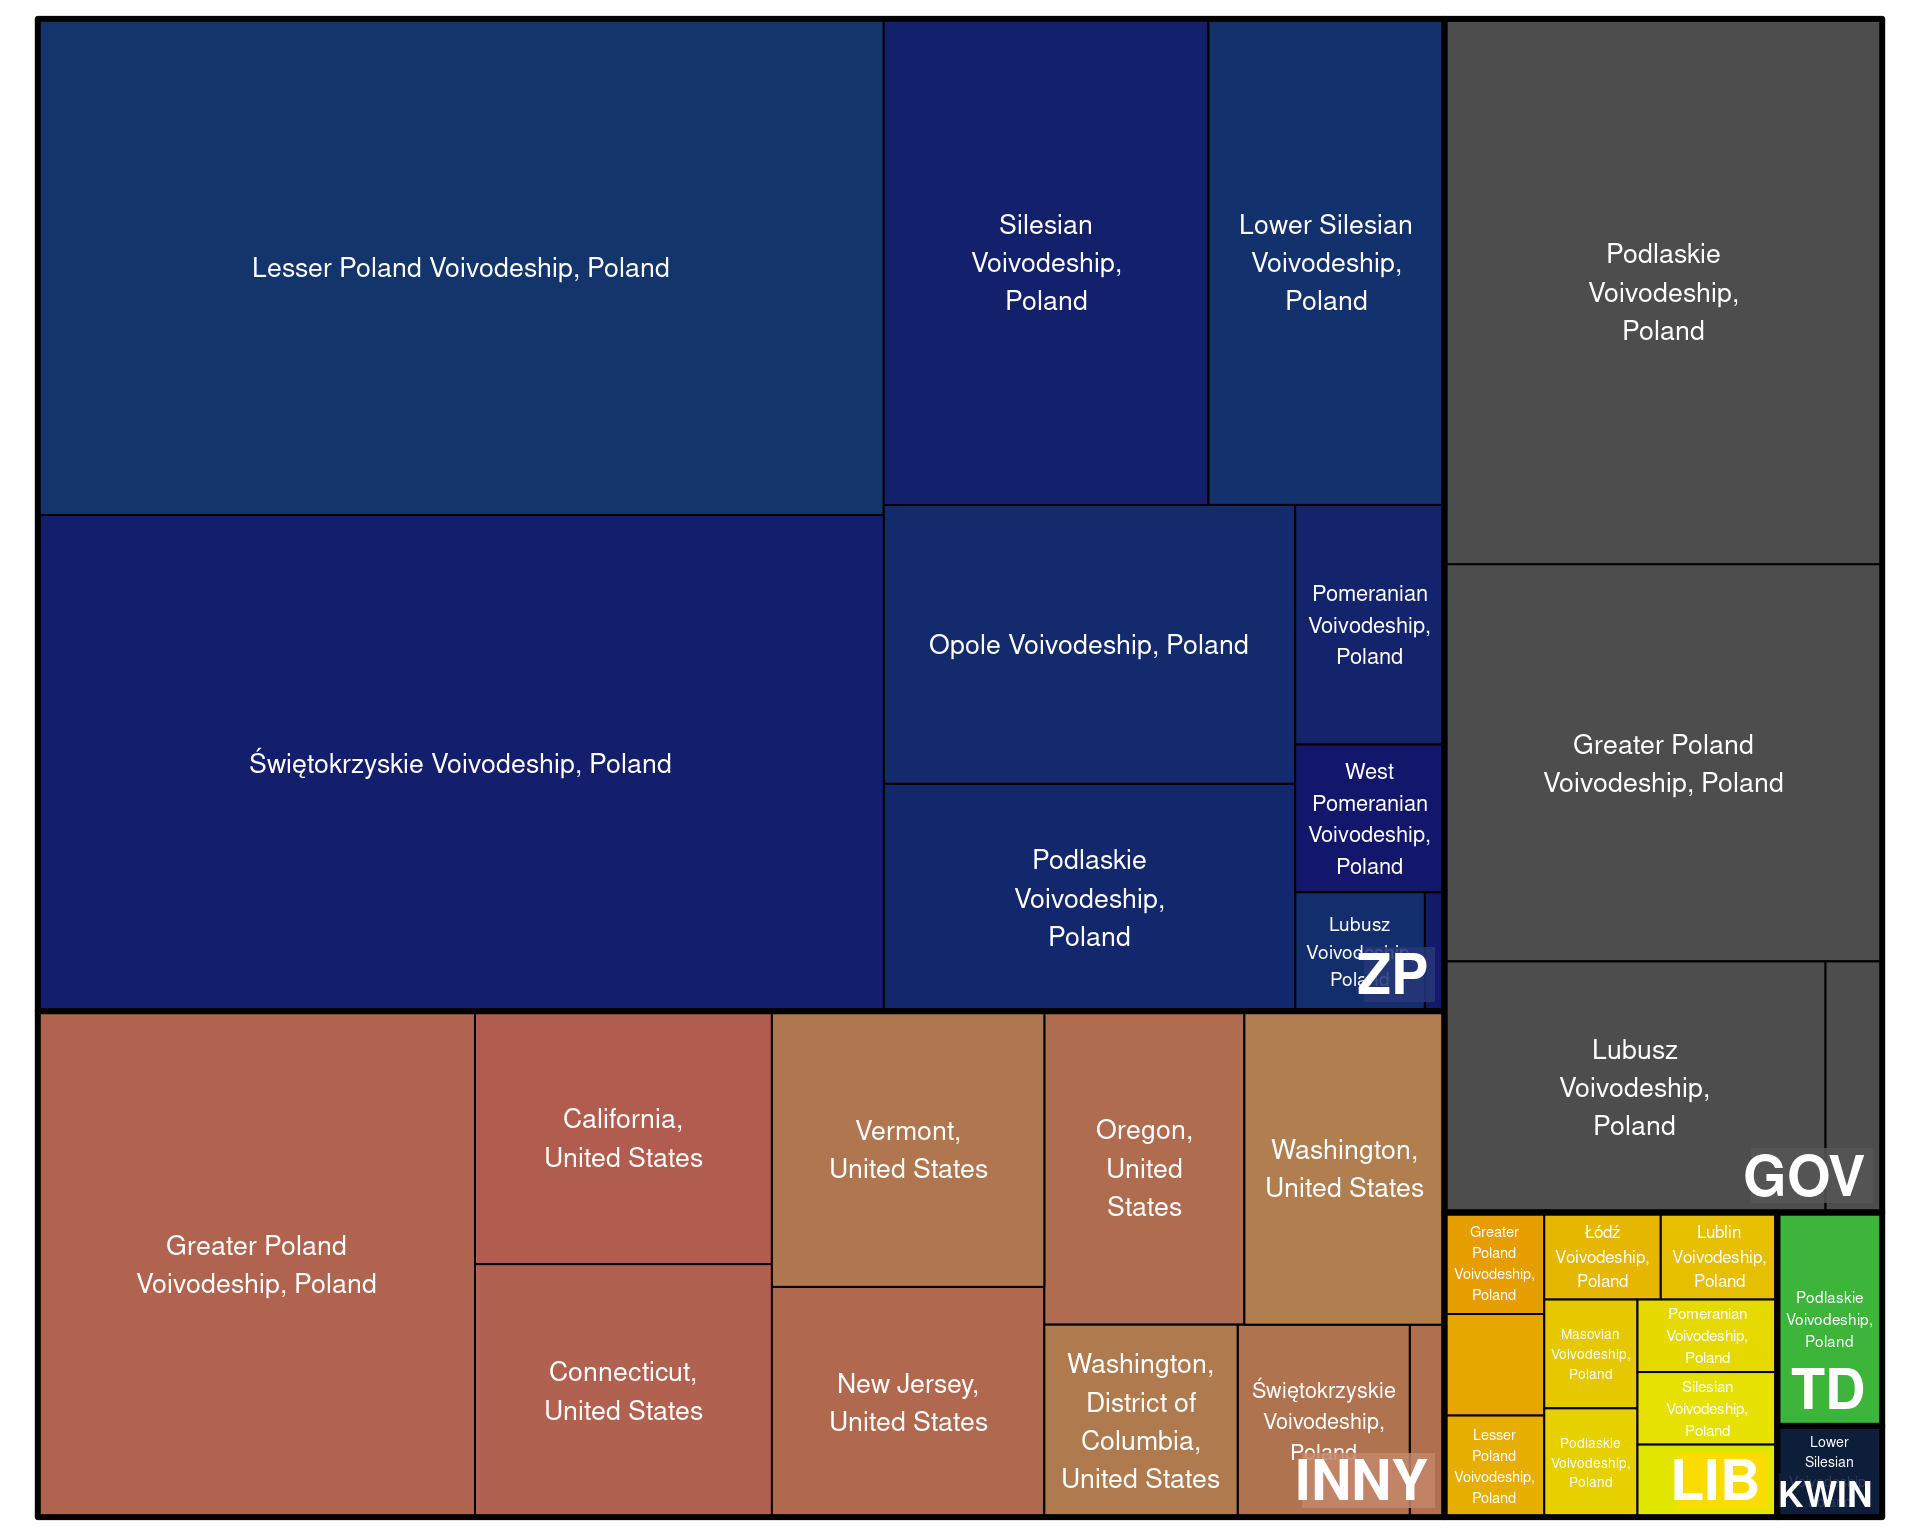 Lesser Poland Voivodeship, Poland
Świętokrzyskie Voivodeship, Poland
Silesian
Voivodeship,
Poland
Lower Silesian
Voivodeship,
Poland
Opole Voivodeship, Poland
Podlaskie
Voivodeship,
Poland
Pomeranian
Voivodeship,
Poland
West
Pomeranian
Voivodeship,
Poland
Lubusz
Voivodeship,
Poland
ZP
Greater Poland
Voivodeship, Poland
California,
United States
Connecticut,
United States
Vermont,
United States
New Jersey,
United States
Oregon,
United
States
Washington,
United States
Washington,
District of
Columbia,
United States
Świętokrzyskie
Voivodeship,
Poland
INNY
Podlaskie
Voivodeship,
Poland
Greater Poland
Voivodeship, Poland
Lubusz
Voivodeship,
Poland
GOV
Greater
Poland
Voivodeship,
Poland
Lesser
Poland
Voivodeship,
Poland
Łódź
Voivodeship,
Poland
Lublin
Voivodeship,
Poland
Masovian
Voivodeship,
Poland
Podlaskie
Voivodeship,
Poland
Pomeranian
Voivodeship,
Poland
Silesian
Voivodeship,
Poland
LIB
Podlaskie
Voivodeship,
Poland
TD
Lower
Silesian
KWIN